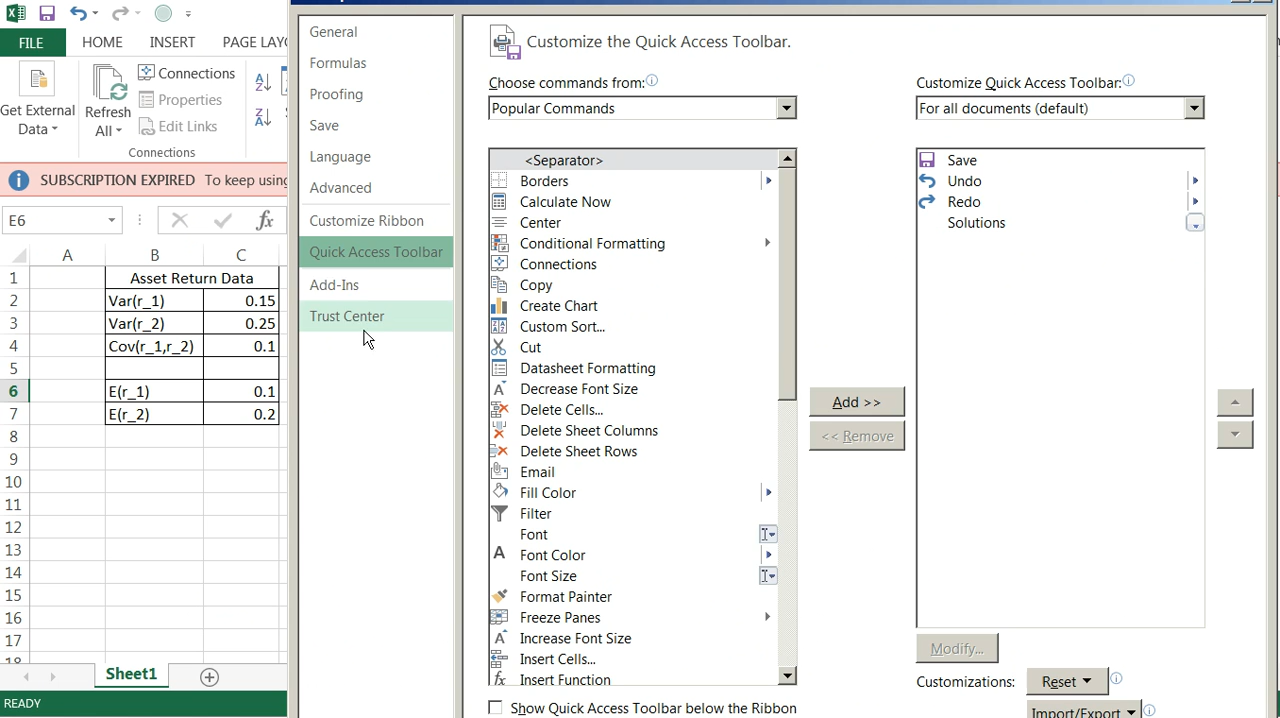 FILE
HOME
INSERT
PAGE LAY
Get External
Data
Refresh
All
Connections
Properties
Edit Links
Connections
SUBSCRIPTION EXPIRED To keep using
E6
fx
A B C
1 Asset Return Data
2 Var(r_1) 0.15
3 Var(r_2) 0.25
4 Cov(r_1,r_2) 0.1
5
6 E(r_1) 0.1
7 E(r_2) 0.2
8
9
10
11
12
13
14
15
16
17
18
Sheet1
READY
General
Formulas
Proofing
Save
Language
Advanced
Customize Ribbon
Quick Access Toolbar
Add-Ins
Trust Center
Customize the Quick Access Toolbar.
Choose commands from:
Popular Commands
<Separator>
Borders
Calculate Now
Center
Conditional Formatting
Connections
Copy
Create Chart
Custom Sort...
Cut
Datasheet Formatting
Decrease Font Size
Delete Cells...
Delete Sheet Columns
Delete Sheet Rows
Email
Fill Color
Filter
Font
Font Color
Font Size
Format Painter
Freeze Panes
Increase Font Size
Insert Cells...
Insert Function
Show Quick Access Toolbar below the Ribbon
Add >>
<< Remove
Customize Quick Access Toolbar:
For all documents (default)
Save
Undo
Redo
Solutions
Modify...
Customizations:
Reset
Import/Export